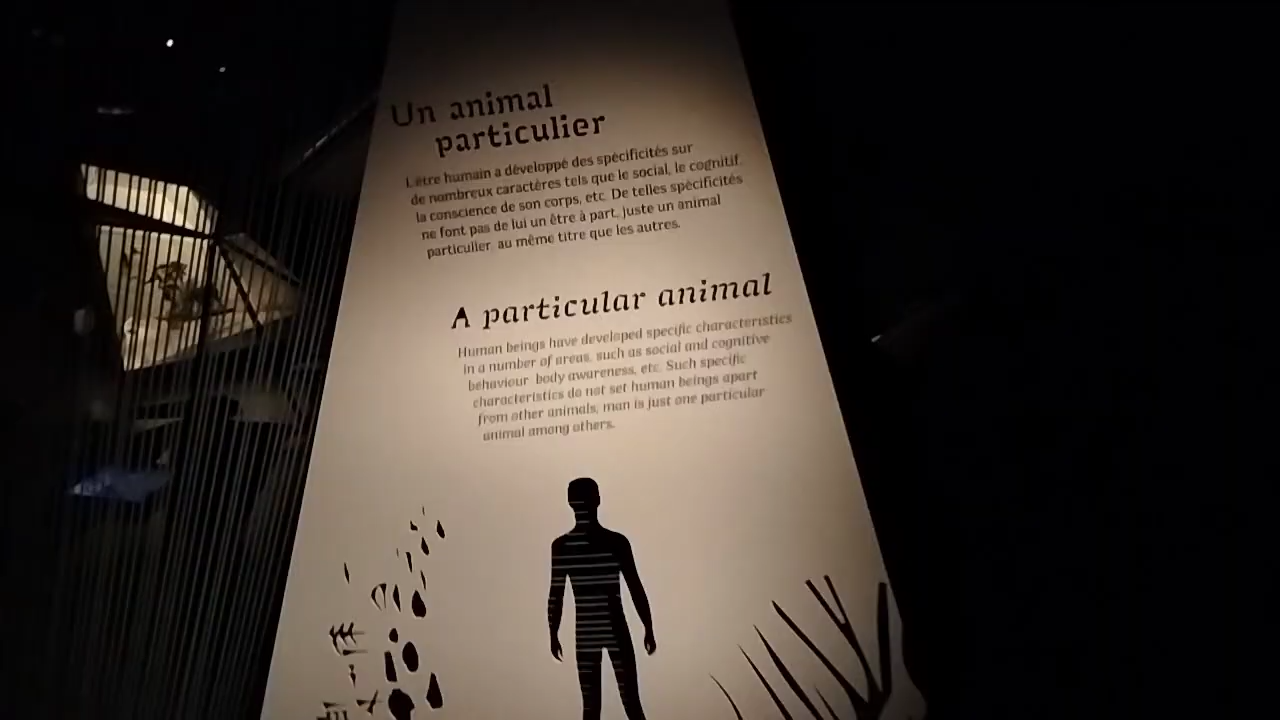 Un animal
particulier
L'être humain a développé des spécificités sur
de nombreux caractères tels que le social, le cognitif,
la conscience de son corps, etc. De telles spécificités
ne font pas de lui un être à part, juste un animal
particulier, au même titre que les autres.
A particular animal
Human beings have developed specific characteristics
in a number of areas, such as social and cognitive
behaviour, body awareness, etc. Such specific
characteristics do not set human beings apart
from other animals, man is just one particular
animal among others.